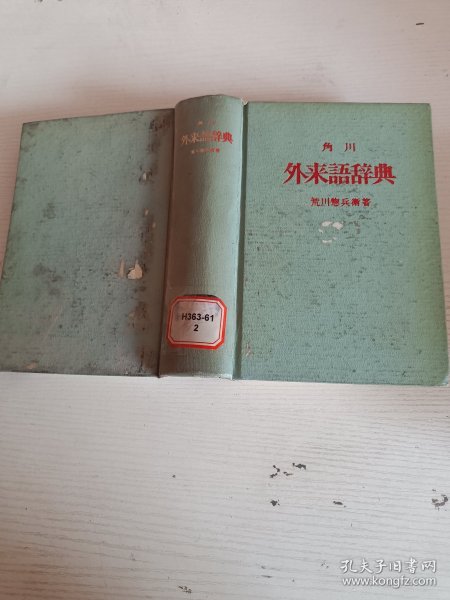 角川
外来語辞典
H363-61
2
角川
外来語辞典
荒川惣兵衛著
孔夫子旧书网
www.kongfz.com